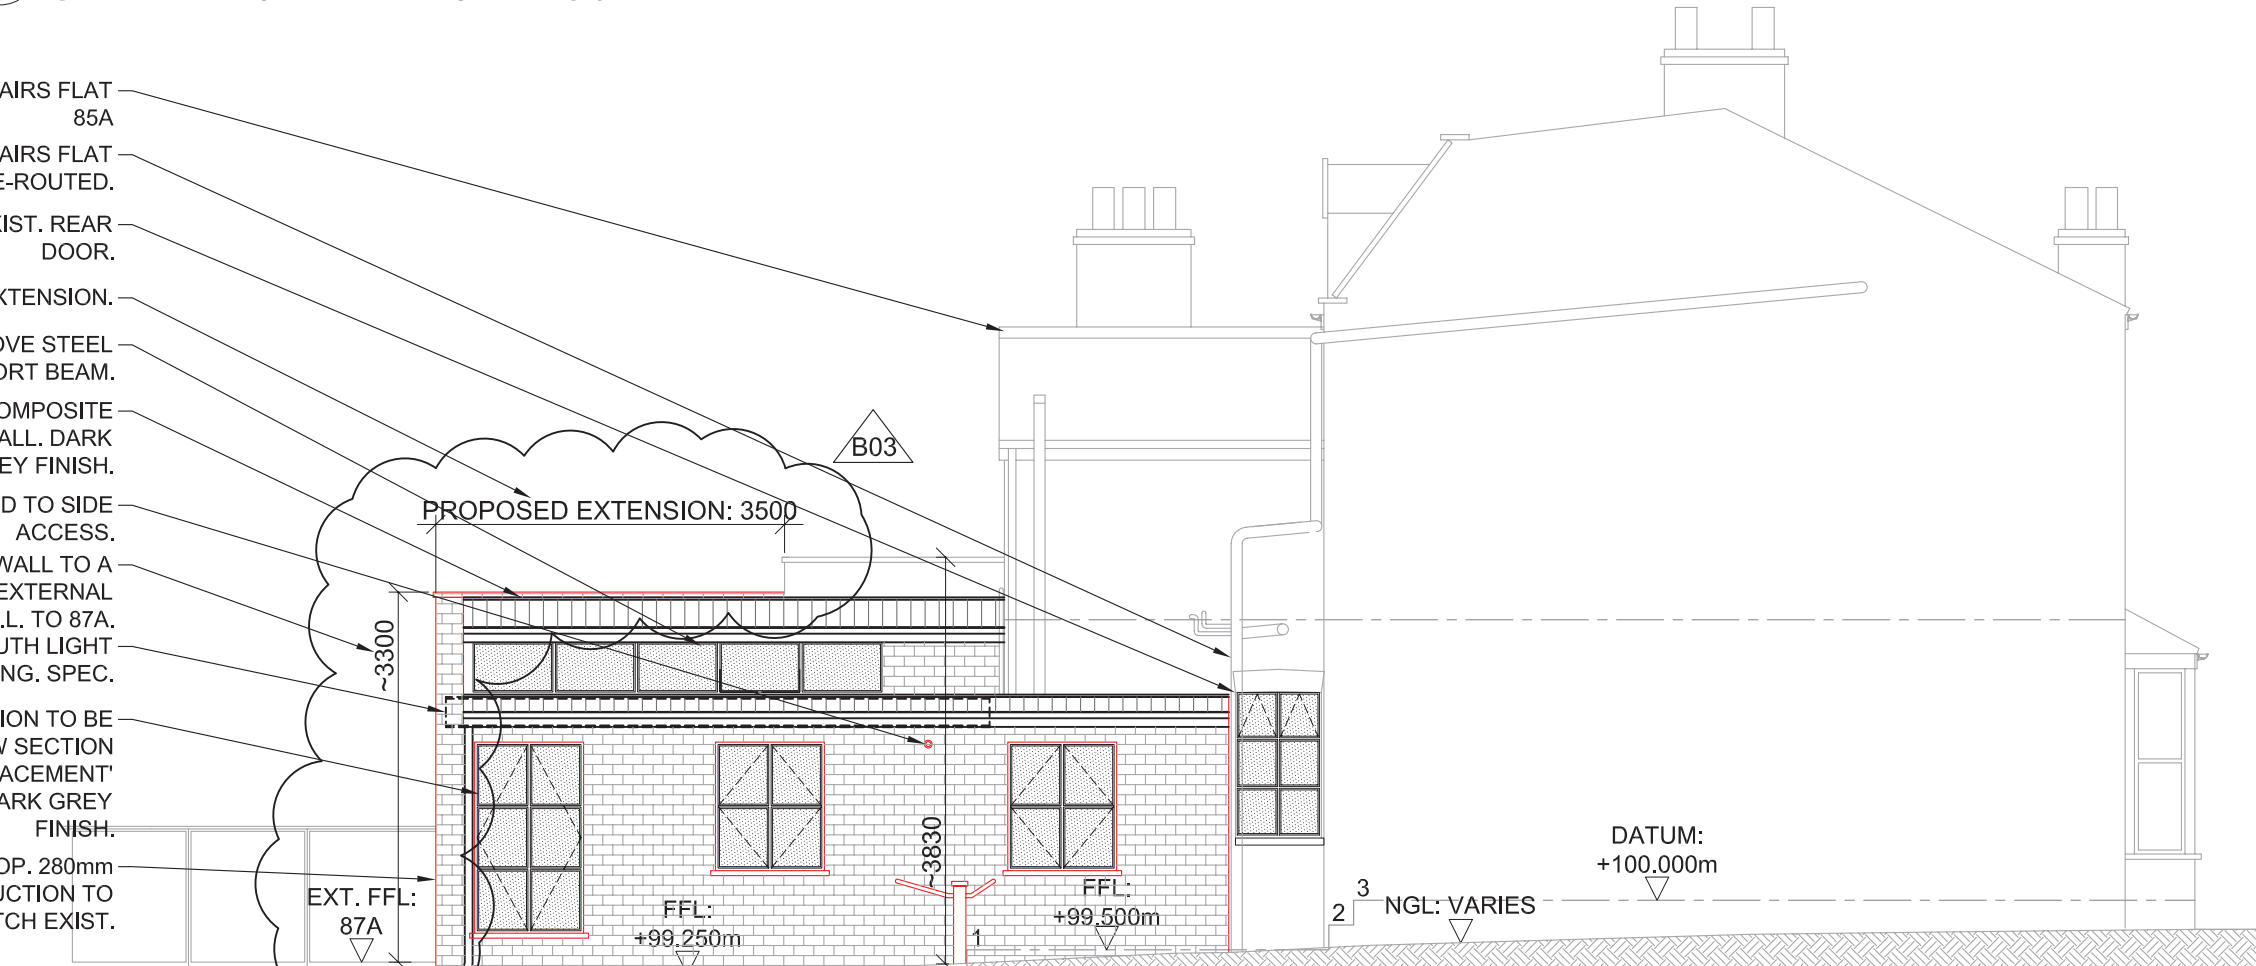 AIRS FLAT
85A
AIRS FLAT
E-ROUTED.
XIST. REAR
DOOR.
XTENSION.
OVE STEEL
ORT BEAM.
OMPOSITE
ALL. DARK
EY FINISH.
D TO SIDE
ACCESS.
WALL TO A
EXTERNAL
.L. TO 87A.
UTH LIGHT
NG. SPEC.
ION TO BE
W SECTION
ACEMENT'
ARK GREY
FINISH.
OP. 280mm
UCTION TO
TCH EXIST.
B03
PROPOSED EXTENSION: 3500
~3300
~3830
EXT. FFL:
87A
FFL:
+99.250m
1
FFL:
+99.500m
2
3
NGL: VARIES
DATUM:
+100.000m